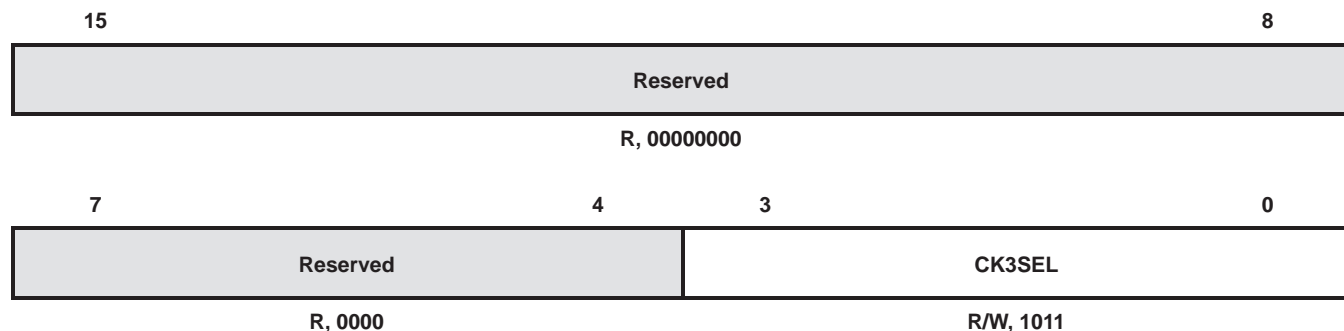 15 8
Reserved
R, 00000000
7 4 3 0
Reserved CK3SEL
R, 0000 R/W, 1011